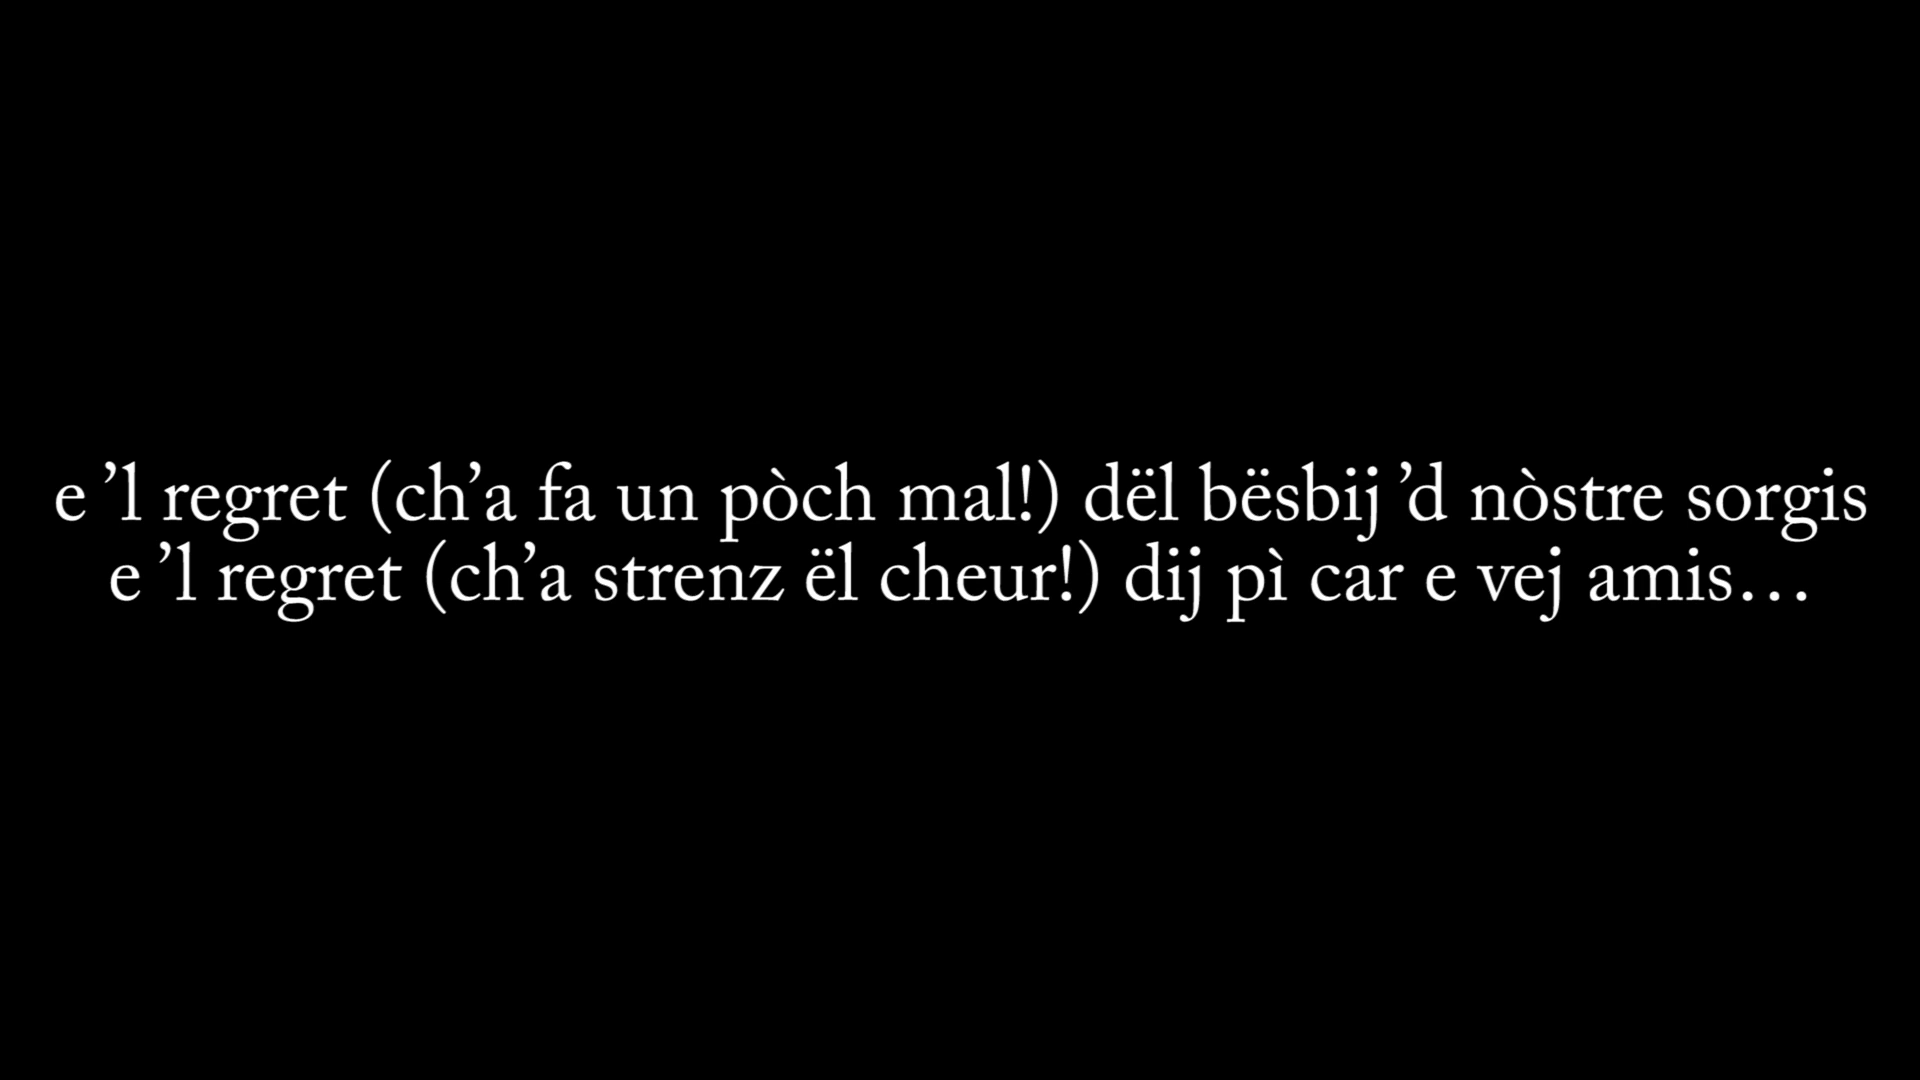 e ’l regret (ch’a fa un pòch mal!) dël bësbij ’d nòstre sorgis
e ’l regret (ch’a strenz ël cheur!) dij pì car e vej amis…